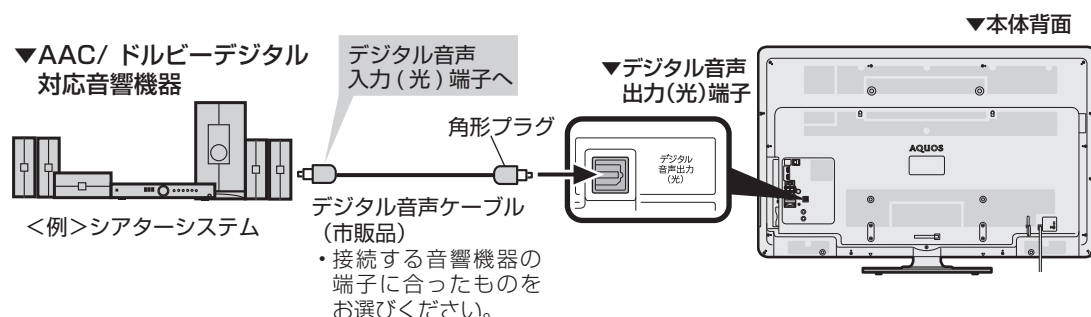 ▼AAC/ ドルビーデジタル
対応音響機器
<例>シアターシステム
デジタル音声
入力(光)端子へ
角形プラグ
デジタル音声ケーブル
(市販品)
・接続する音響機器の
端子に合ったものを
お選びください。
▼デジタル音声
出力(光)端子
デジタル
音声出力
(光)
▼本体背面
AQUOS